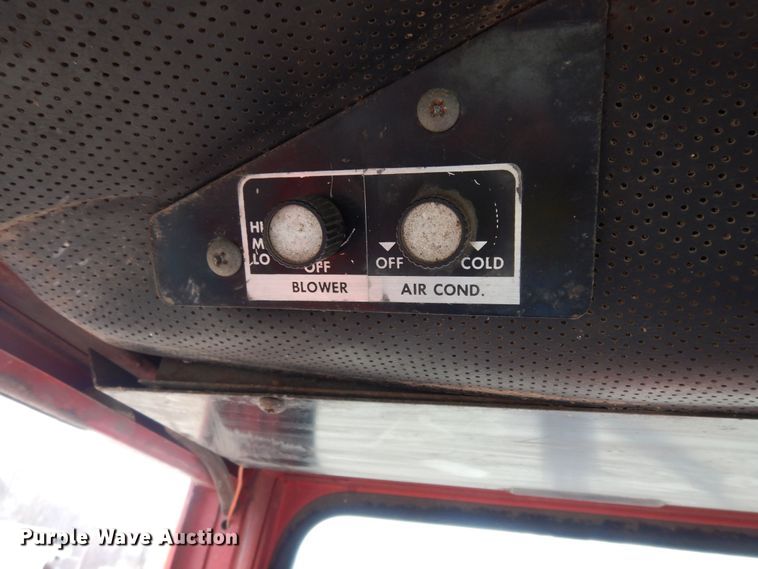 HI
M
LO
OFF
BLOWER
OFF
COLD
AIR COND.
Purple Wave Auction